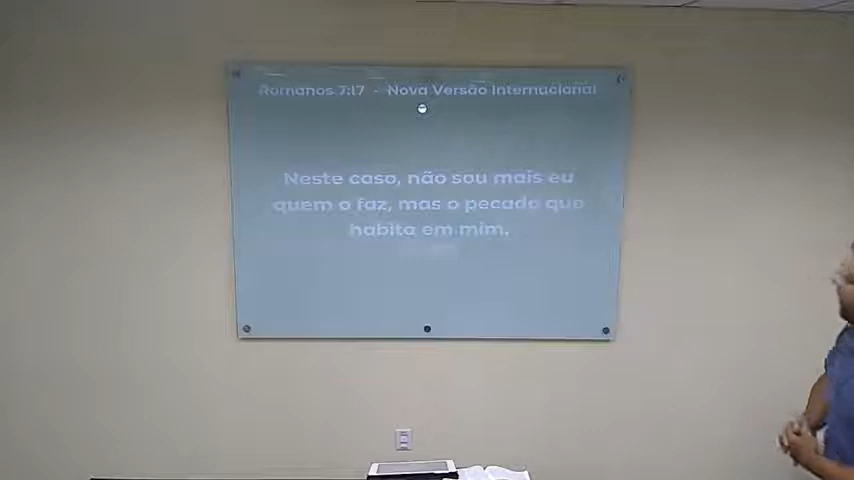 Romanos 7:17 - Nova Versão Internacional
Neste caso, não sou mais eu
quem o faz, mas o pecado que
habita em mim.